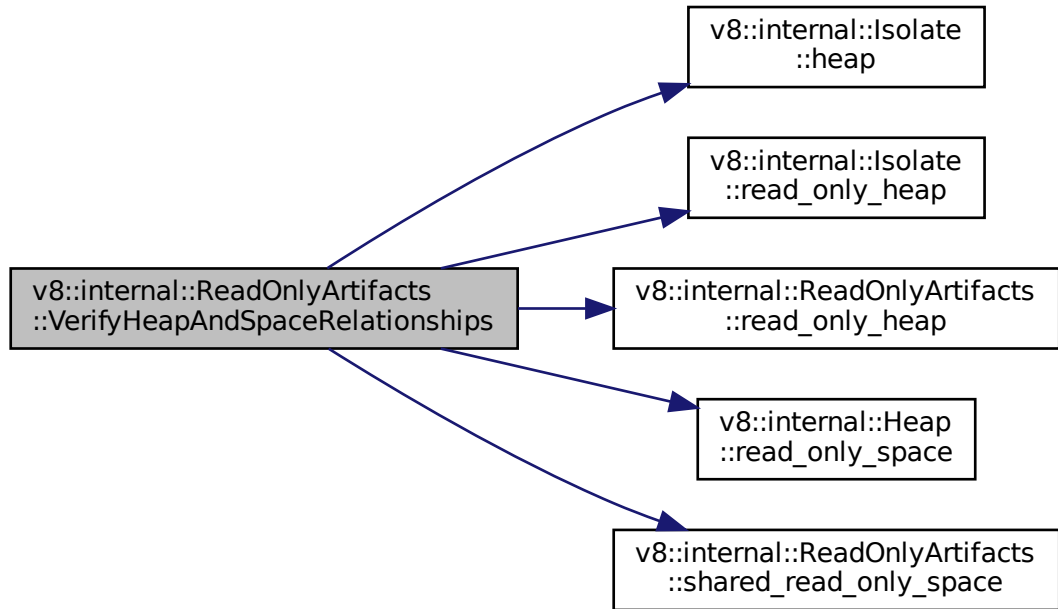 v8::internal::Isolate
::heap
v8::internal::Isolate
::read_only_heap
v8::internal::ReadOnlyArtifacts
::VerifyHeapAndSpaceRelationships
v8::internal::ReadOnlyArtifacts
::read_only_heap
v8::internal::Heap
::read_only_space
v8::internal::ReadOnlyArtifacts
::shared_read_only_space